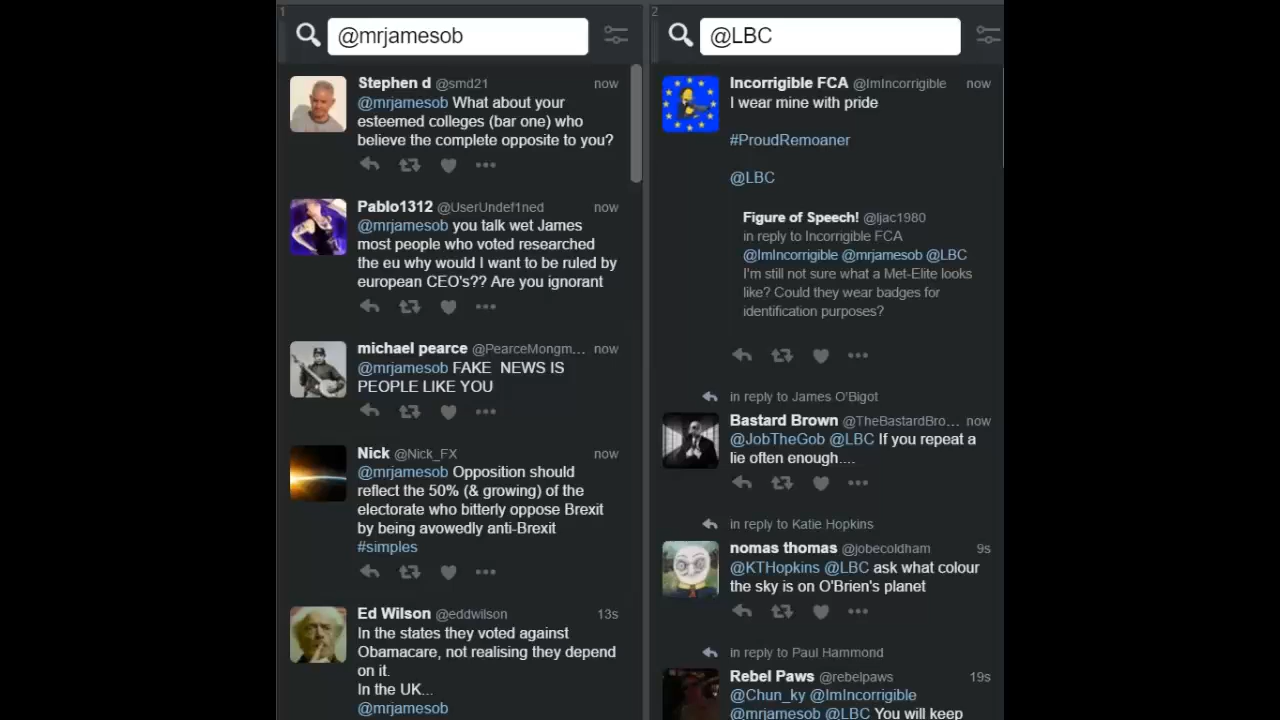 1
@mrjamesob
Stephen d @smd21 now
@mrjamesob What about your
esteemed colleges (bar one) who
believe the complete opposite to you?
Pablo1312 @UserUndef1ned now
@mrjamesob you talk wet James
most people who voted researched
the eu why would I want to be ruled by
european CEO's?? Are you ignorant
michael pearce @PearceMongm... now
@mrjamesob FAKE NEWS IS
PEOPLE LIKE YOU
Nick @Nick_FX now
@mrjamesob Opposition should
reflect the 50% (& growing) of the
electorate who bitterly oppose Brexit
by being avowedly anti-Brexit
#simples
Ed Wilson @eddwilson 13s
In the states they voted against
Obamacare, not realising they depend
on it.
In the UK...
@mrjamesob
2
@LBC
Incorrigible FCA @ImIncorrigible now
I wear mine with pride
#ProudRemoaner
@LBC
Figure of Speech! @ljac1980
in reply to Incorrigible FCA
@ImIncorrigible @mrjamesob @LBC
I'm still not sure what a Met-Elite looks
like? Could they wear badges for
identification purposes?
in reply to James O'Bigot
Bastard Brown @TheBastardBro... now
@JobTheGob @LBC If you repeat a
lie often enough....
in reply to Katie Hopkins
nomas thomas @jobecoldham 9s
@KTHopkins @LBC ask what colour
the sky is on O'Brien's planet
in reply to Paul Hammond
Rebel Paws @rebelpaws 19s
@Chun_ky @ImIncorrigible
@mrjamesob @LBC You will keep